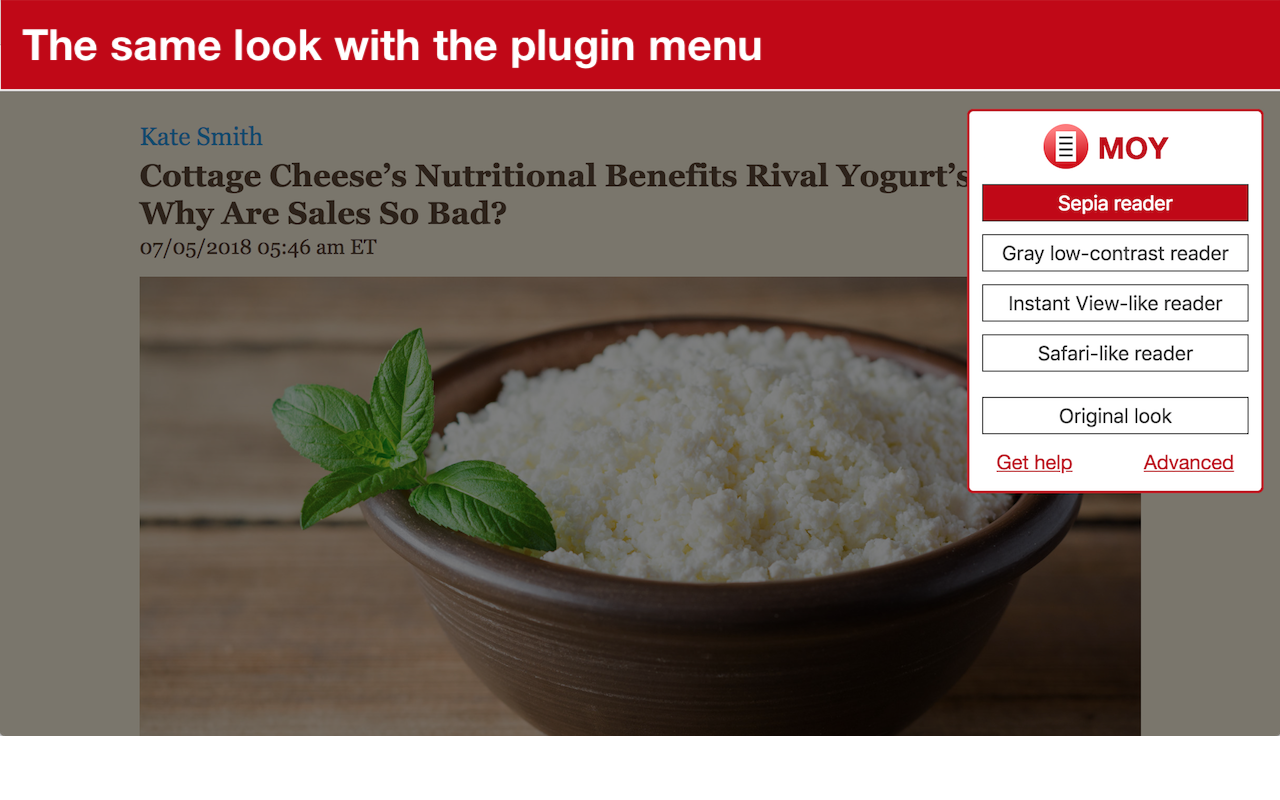 The same look with the plugin menu
Kate Smith
Cottage Cheese’s Nutritional Benefits Rival Yogurt’s
Why Are Sales So Bad?
07/05/2018 05:46 am ET
MOY
Sepia reader
Gray low-contrast reader
Instant View-like reader
Safari-like reader
Original look
Get help Advanced